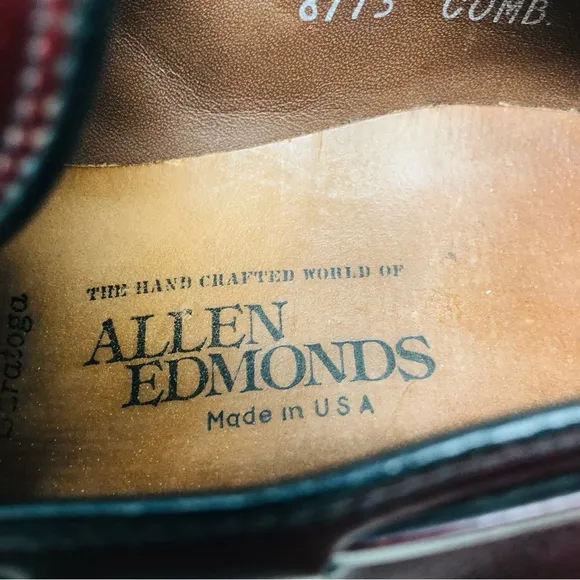 COMB.
THE HAND CRAFTED WORLD OF
ALLEN
EDMONDS
Made in USA